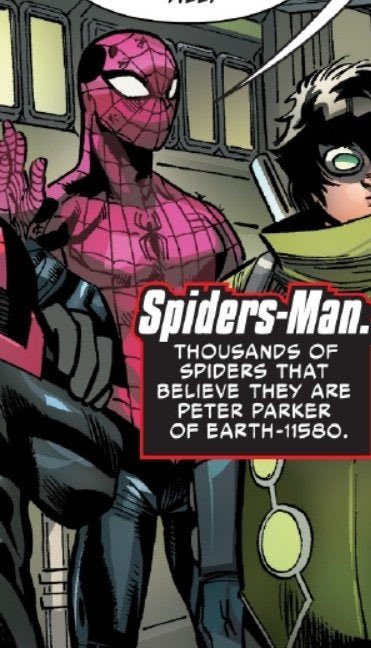 Spiders-Man.
THOUSANDS OF
SPIDERS THAT
BELIEVE THEY ARE
PETER PARKER
OF EARTH-11580.